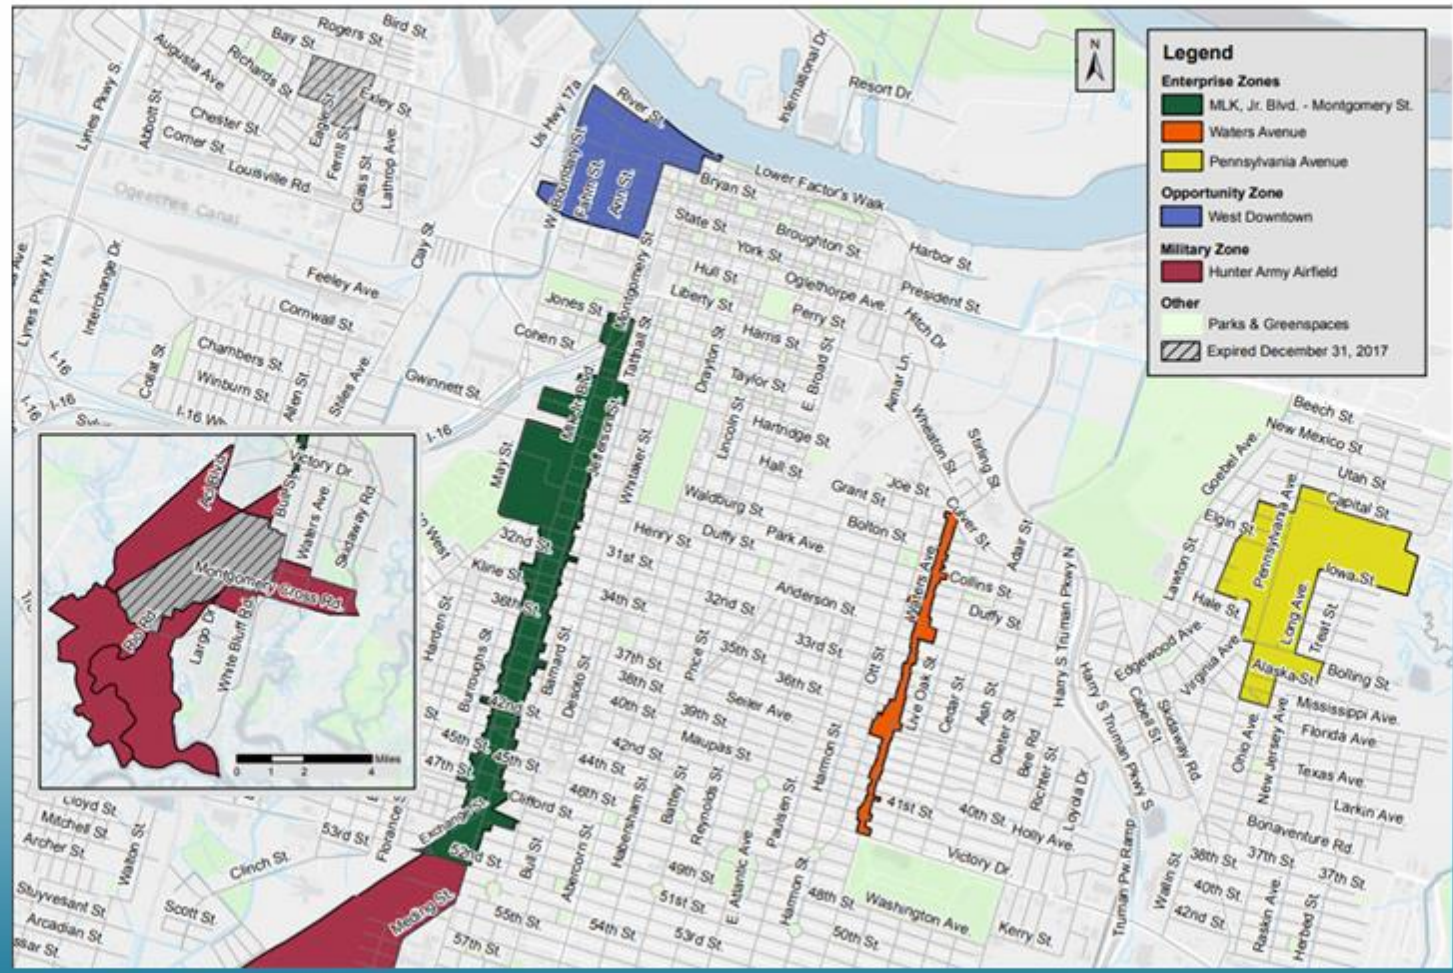 Bird St.
Rogers St.
Bay St.
Augusta Ave
Richards St
Exley St.
Lynes Pkwy S
Abbott St.
Chester St.
Eagle St.
Comer St.
Ferrill St.
Glass St.
Lathrop Ave.
Louisville Rd.
Ogeechee Canal
Us Hwy 17a
River St.
International Dr.
Resort Dr.
N
Legend
Enterprise Zones
MLK, Jr. Blvd. - Montgomery St.
Waters Avenue
Pennsylvania Avenue
Opportunity Zone
West Downtown
Military Zone
Hunter Army Airfield
Other
Parks & Greenspaces
Expired December 31, 2017
W. Boundary St.
Fahm St.
Ann St.
Bryan St.
Lower Factor's Walk
State St.
Broughton St.
York St.
Harbor St.
Hull St.
Oglethorpe Ave
President St.
Liberty St.
Perry St.
Hitch Dr.
Harris St.
Jones St.
Montgomery St
Cohen St.
Tatnall St.
Drayton St.
Taylor St.
E. Broad St.
Aimar Ln.
Clay St.
Interchange Dr.
Feeley Ave
Lynes Pkwy N
Cornwall St.
Chambers St.
Collat St.
Winburn St.
Allen St.
Stiles Ave.
Gwinnett St.
I-16
I-16
I-16
I-16
MLK Jr. Blvd.
Jefferson St.
May St.
Whitaker St.
Lincoln St.
Hartridge St.
Hall St.
Wheaton St.
Stirling St.
Grant St.
Joe St.
Culver St.
Bolton St.
Adair St
Waldburg St.
Park Ave.
Henry St.
Duffy St.
32nd St.
31st St.
Kline St.
36th St.
34th St.
32nd St.
Anderson St.
Waters Ave.
Collins St.
Duffy St.
33rd St.
Harry S Truman Pkwy N
Harden St.
Burroughs St.
Barnard St.
Desoto St.
37th St.
38th St.
Price St.
35th St.
36th St.
Ott St.
Live Oak St.
Cedar St.
Ash St.
Dieter St.
Bee Rd.
Richter St.
Loyola Dr.
40th St.
39th St.
Seiler Ave
Maupas St.
42nd St.
42nd St.
44th St.
45th St.
45th St.
46th St.
47th St.
Harmon St.
Clifford St.
Exchange St.
Habersham St.
Battey St.
Reynolds St.
Paulsen St.
41st St.
40th St.
Holly Ave.
Victory Dr.
52nd St.
Bull St.
Abercorn St.
49th St.
51st St.
E. Atlantic Ave.
Harmon St.
48th St.
Washington Ave.
Kerry St.
Meding St.
55th St.
54th St.
53rd St.
50th St.
57th St.
Harry S Truman Pkwy S
Truman Pw Ramp
Beech St.
New Mexico St.
Utah St.
Goebel Ave.
Capital St.
Elgin St.
Pennsylvania Ave.
Lawton St.
Iowa St.
Hale St.
Long Ave.
Treat St.
Edgewood Ave.
Virginia Ave.
Alaska St.
Bolling St.
Cabell St.
Skidaway Rd.
Mississippi Ave.
Florida Ave
Ohio Ave.
New Jersey Ave.
Texas Ave
Larkin Ave
Bonaventure Rd.
Wallin St.
38th St.
37th St.
37th St.
40th St.
42nd St.
Raskin Ave.
Herbed St.
Victory Dr.
Bull St.
Waters Ave.
Skidaway Rd.
Montgomery Cross Rd.
Rio Rd.
Largo Dr.
White Bluff Rd.
0 1 2 4 Miles
Lloyd St.
Mitchell St.
Archer St.
Walton St.
53rd St.
Florance S
Clinch St.
Stuyvesant St.
Arcadian St.
Scott St.